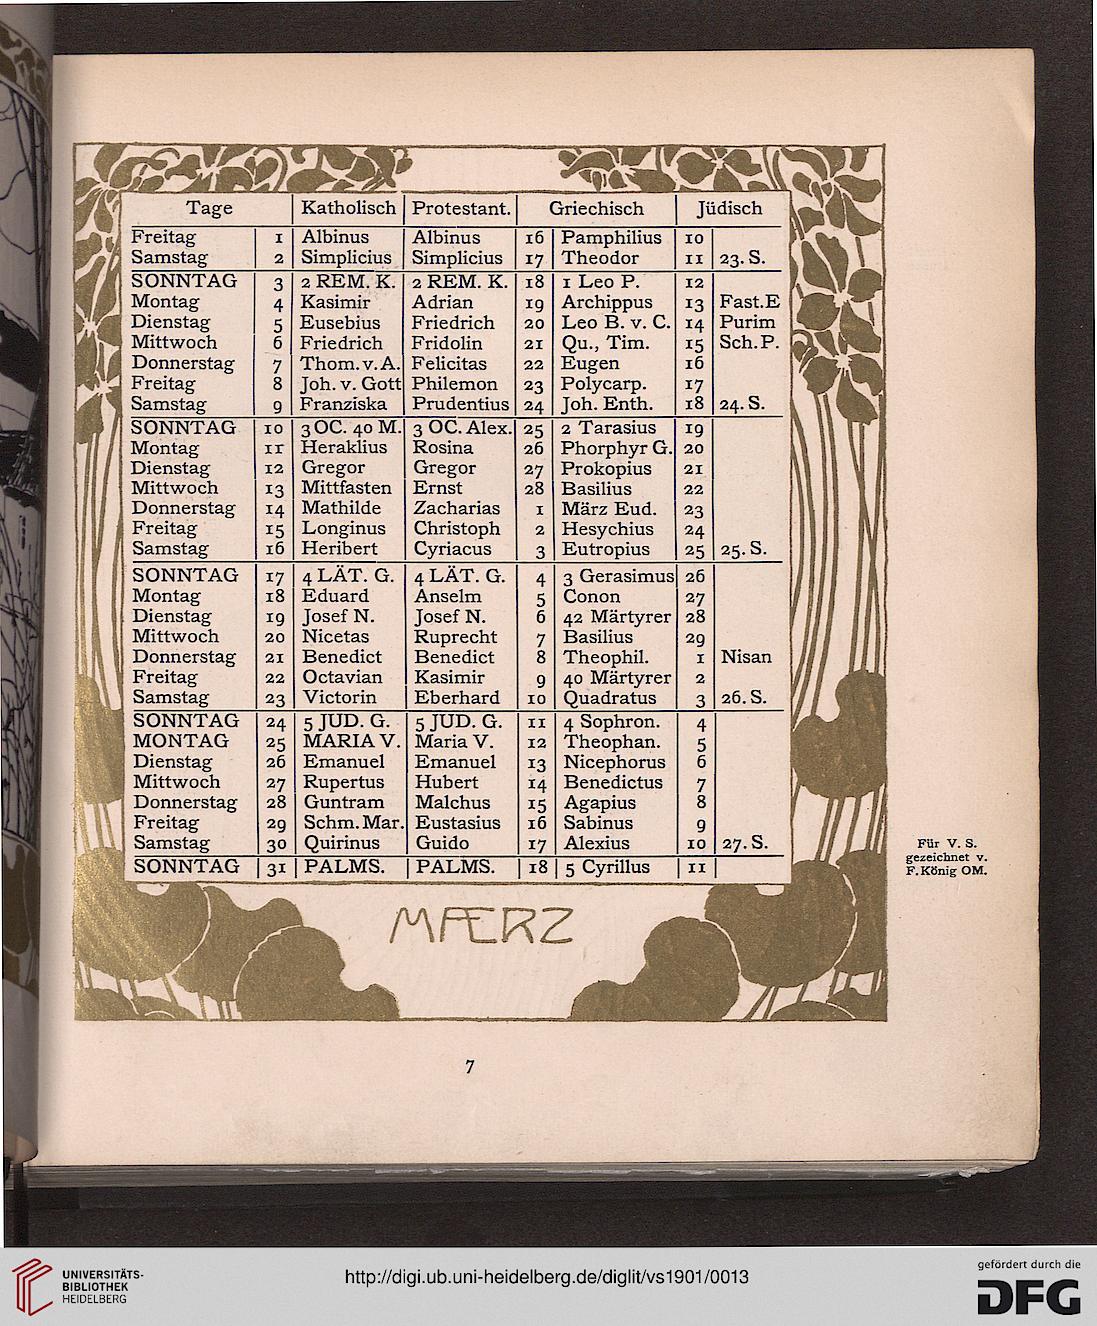 Tage Katholisch Protestant. Griechisch Jüdisch
Freitag 1 Albinus Albinus 16 Pamphilius 10
Samstag 2 Simplicius Simplicius 17 Theodor 11 23. S.
SONNTAG 3 2 REM. K. 2 REM. K. 18 1 Leo P. 12
Montag 4 Kasimir Adrian 19 Archippus 13 Fast.E
Dienstag 5 Eusebius Friedrich 20 Leo B. v. C. 14 Purim
Mittwoch 6 Friedrich Fridolin 21 Qu., Tim. 15 Sch. P.
Donnerstag 7 Thom. v. A. Felicitas 22 Eugen 16
Freitag 8 Joh. v. Gott Philemon 23 Polycarp. 17
Samstag 9 Franziska Prudentius 24 Joh. Enth. 18 24. S.
SONNTAG 10 3 OC. 40 M. 3 OC. Alex. 25 2 Tarasius 19
Montag 11 Heraklius Rosina 26 Phorphyr G. 20
Dienstag 12 Gregor Gregor 27 Prokopius 21
Mittwoch 13 Mittfasten Ernst 28 Basilius 22
Donnerstag 14 Mathilde Zacharias 1 März Eud. 23
Freitag 15 Longinus Christoph 2 Hesychius 24
Samstag 16 Heribert Cyriacus 3 Eutropius 25 25. S.
SONNTAG 17 4 LÄT. G. 4 LÄT. G. 4 3 Gerasimus 26
Montag 18 Eduard Anselm 5 Conon 27
Dienstag 19 Josef N. Josef N. 6 42 Märtyrer 28
Mittwoch 20 Nicetas Ruprecht 7 Basilius 29
Donnerstag 21 Benedict Benedict 8 Theophil. 1 Nisan
Freitag 22 Octavian Kasimir 9 40 Märtyrer 2
Samstag 23 Victorin Eberhard 10 Quadratus 3 26. S.
SONNTAG 24 5 JUD. G. 5 JUD. G. 11 4 Sophron. 4
MONTAG 25 MARIA V. Maria V. 12 Theophan. 5
Dienstag 26 Emanuel Emanuel 13 Nicephorus 6
Mittwoch 27 Rupertus Hubert 14 Benedictus 7
Donnerstag 28 Guntram Malchus 15 Agapius 8
Freitag 29 Schm. Mar. Eustasius 16 Sabinus 9
Samstag 30 Quirinus Guido 17 Alexius 10 27. S.
SONNTAG 31 PALMS. PALMS. 18 5 Cyrillus 11
MÆRZ
Für V. S.
gezeichnet v.
F. König OM.
7
UNIVERSITÄTS-
BIBLIOTHEK
HEIDELBERG
http://digi.ub.uni-heidelberg.de/diglit/vs1901/0013
gefördert durch die
DFG